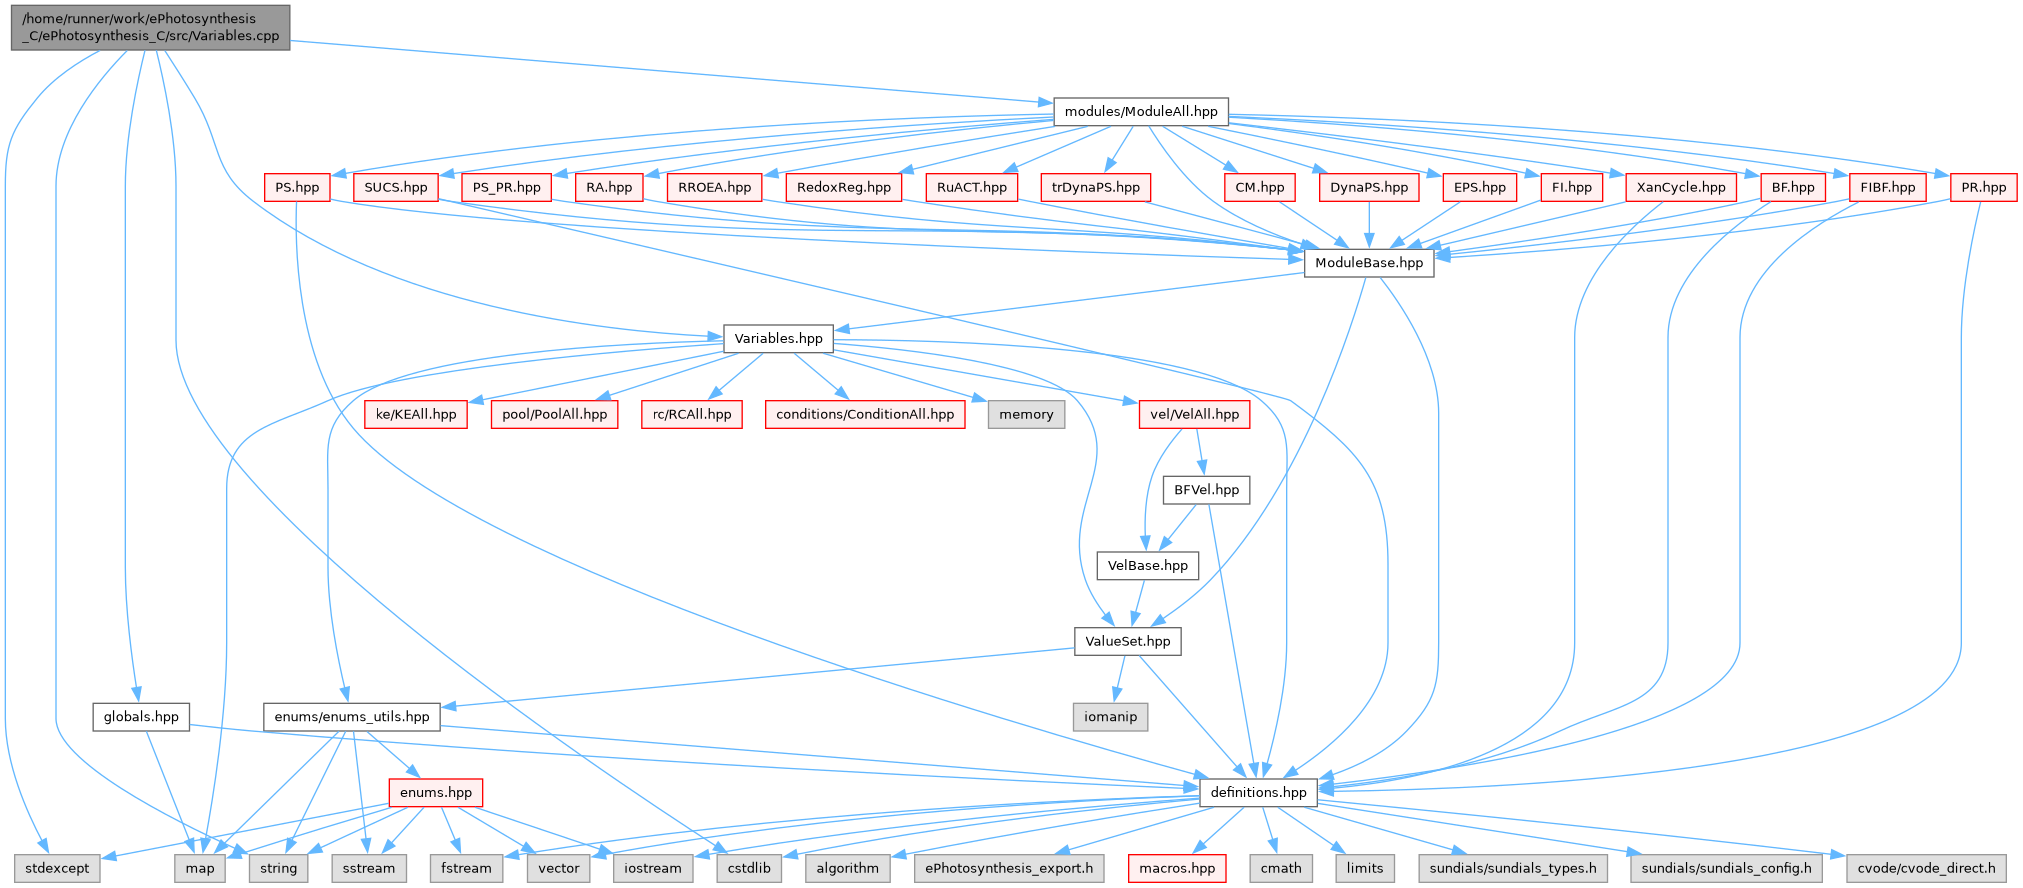 /home/runner/work/ePhotosynthesis
_C/ePhotosynthesis_C/src/Variables.cpp
modules/ModuleAll.hpp
PS.hpp
SUCS.hpp
PS_PR.hpp
RA.hpp
RROEA.hpp
RedoxReg.hpp
RuACT.hpp
trDynaPS.hpp
CM.hpp
DynaPS.hpp
EPS.hpp
FI.hpp
XanCycle.hpp
BF.hpp
FIBF.hpp
PR.hpp
ModuleBase.hpp
Variables.hpp
ke/KEAll.hpp
pool/PoolAll.hpp
rc/RCAll.hpp
conditions/ConditionAll.hpp
memory
vel/VelAll.hpp
BFVel.hpp
VelBase.hpp
ValueSet.hpp
globals.hpp
enums/enums_utils.hpp
iomanip
enums.hpp
definitions.hpp
stdexcept
map
string
sstream
fstream
vector
iostream
cstdlib
algorithm
ePhotosynthesis_export.h
macros.hpp
cmath
limits
sundials/sundials_types.h
sundials/sundials_config.h
cvode/cvode_direct.h